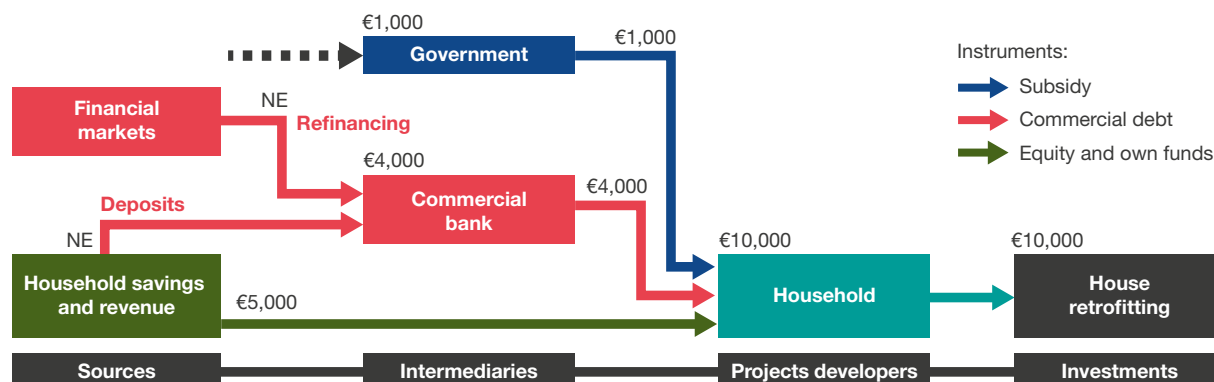 €1,000
Government
€1,000
Instruments:
Subsidy
Commercial debt
Equity and own funds
Financial
markets
NE
Refinancing
€4,000
Commercial
bank
€4,000
Deposits
NE
Household savings
and revenue
€5,000
€10,000
Household
€10,000
House
retrofitting
Sources
Intermediaries
Projects developers
Investments